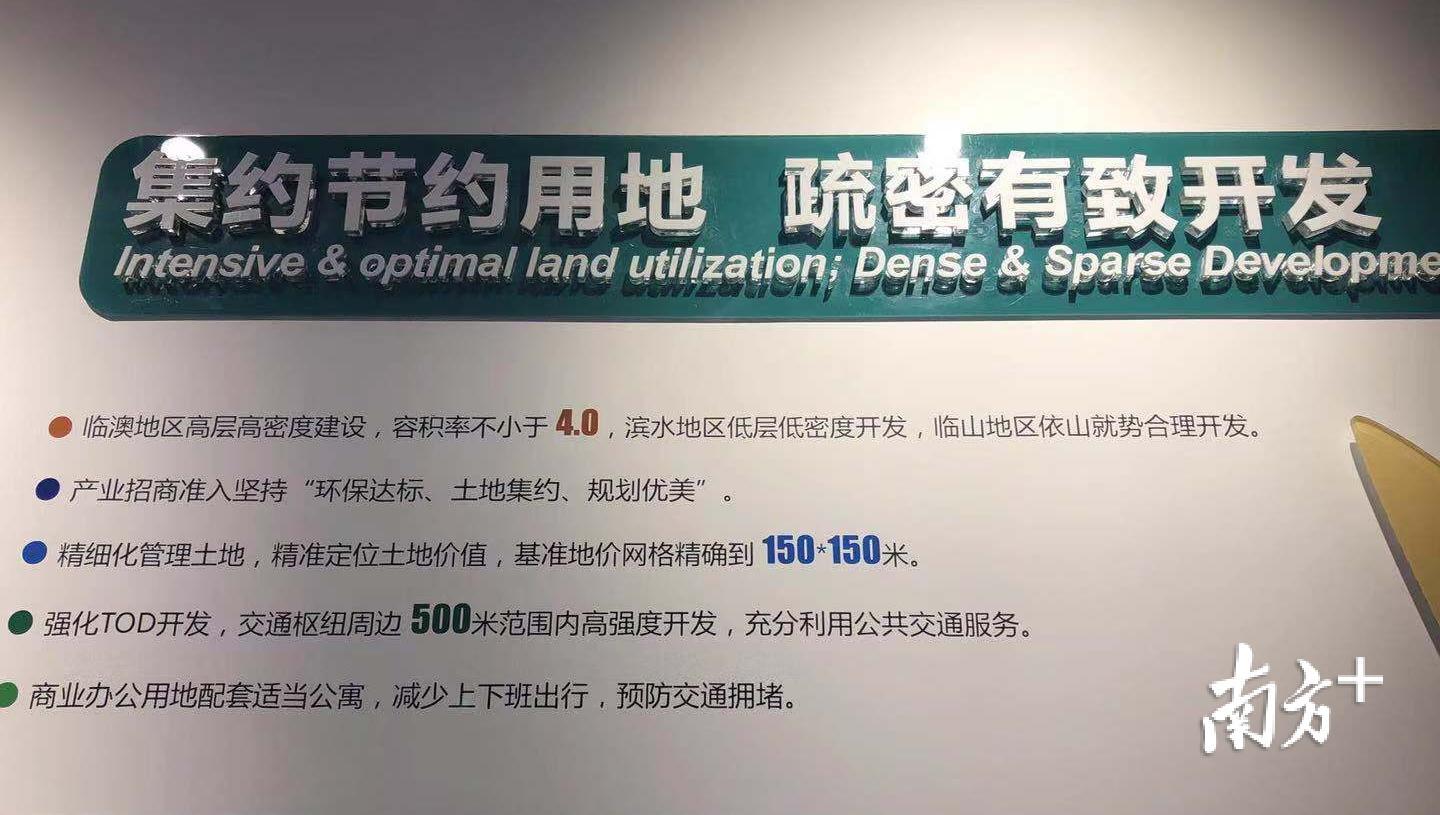 集约节约用地 疏密有致开发
Intensive & optimal land utilization; Dense & Sparse Developme
临澳地区高层高密度建设，容积率不小于 4.0，滨水地区低层低密度开发，临山地区依山就势合理开发。
产业招商准入坚持“环保达标、土地集约、规划优美”。
精细化管理土地，精准定位土地价值，基准地价网格精确到 150*150米。
强化TOD开发，交通枢纽周边 500米范围内高强度开发，充分利用公共交通服务。
商业办公用地配套适当公寓，减少上下班出行，预防交通拥堵。
南方+